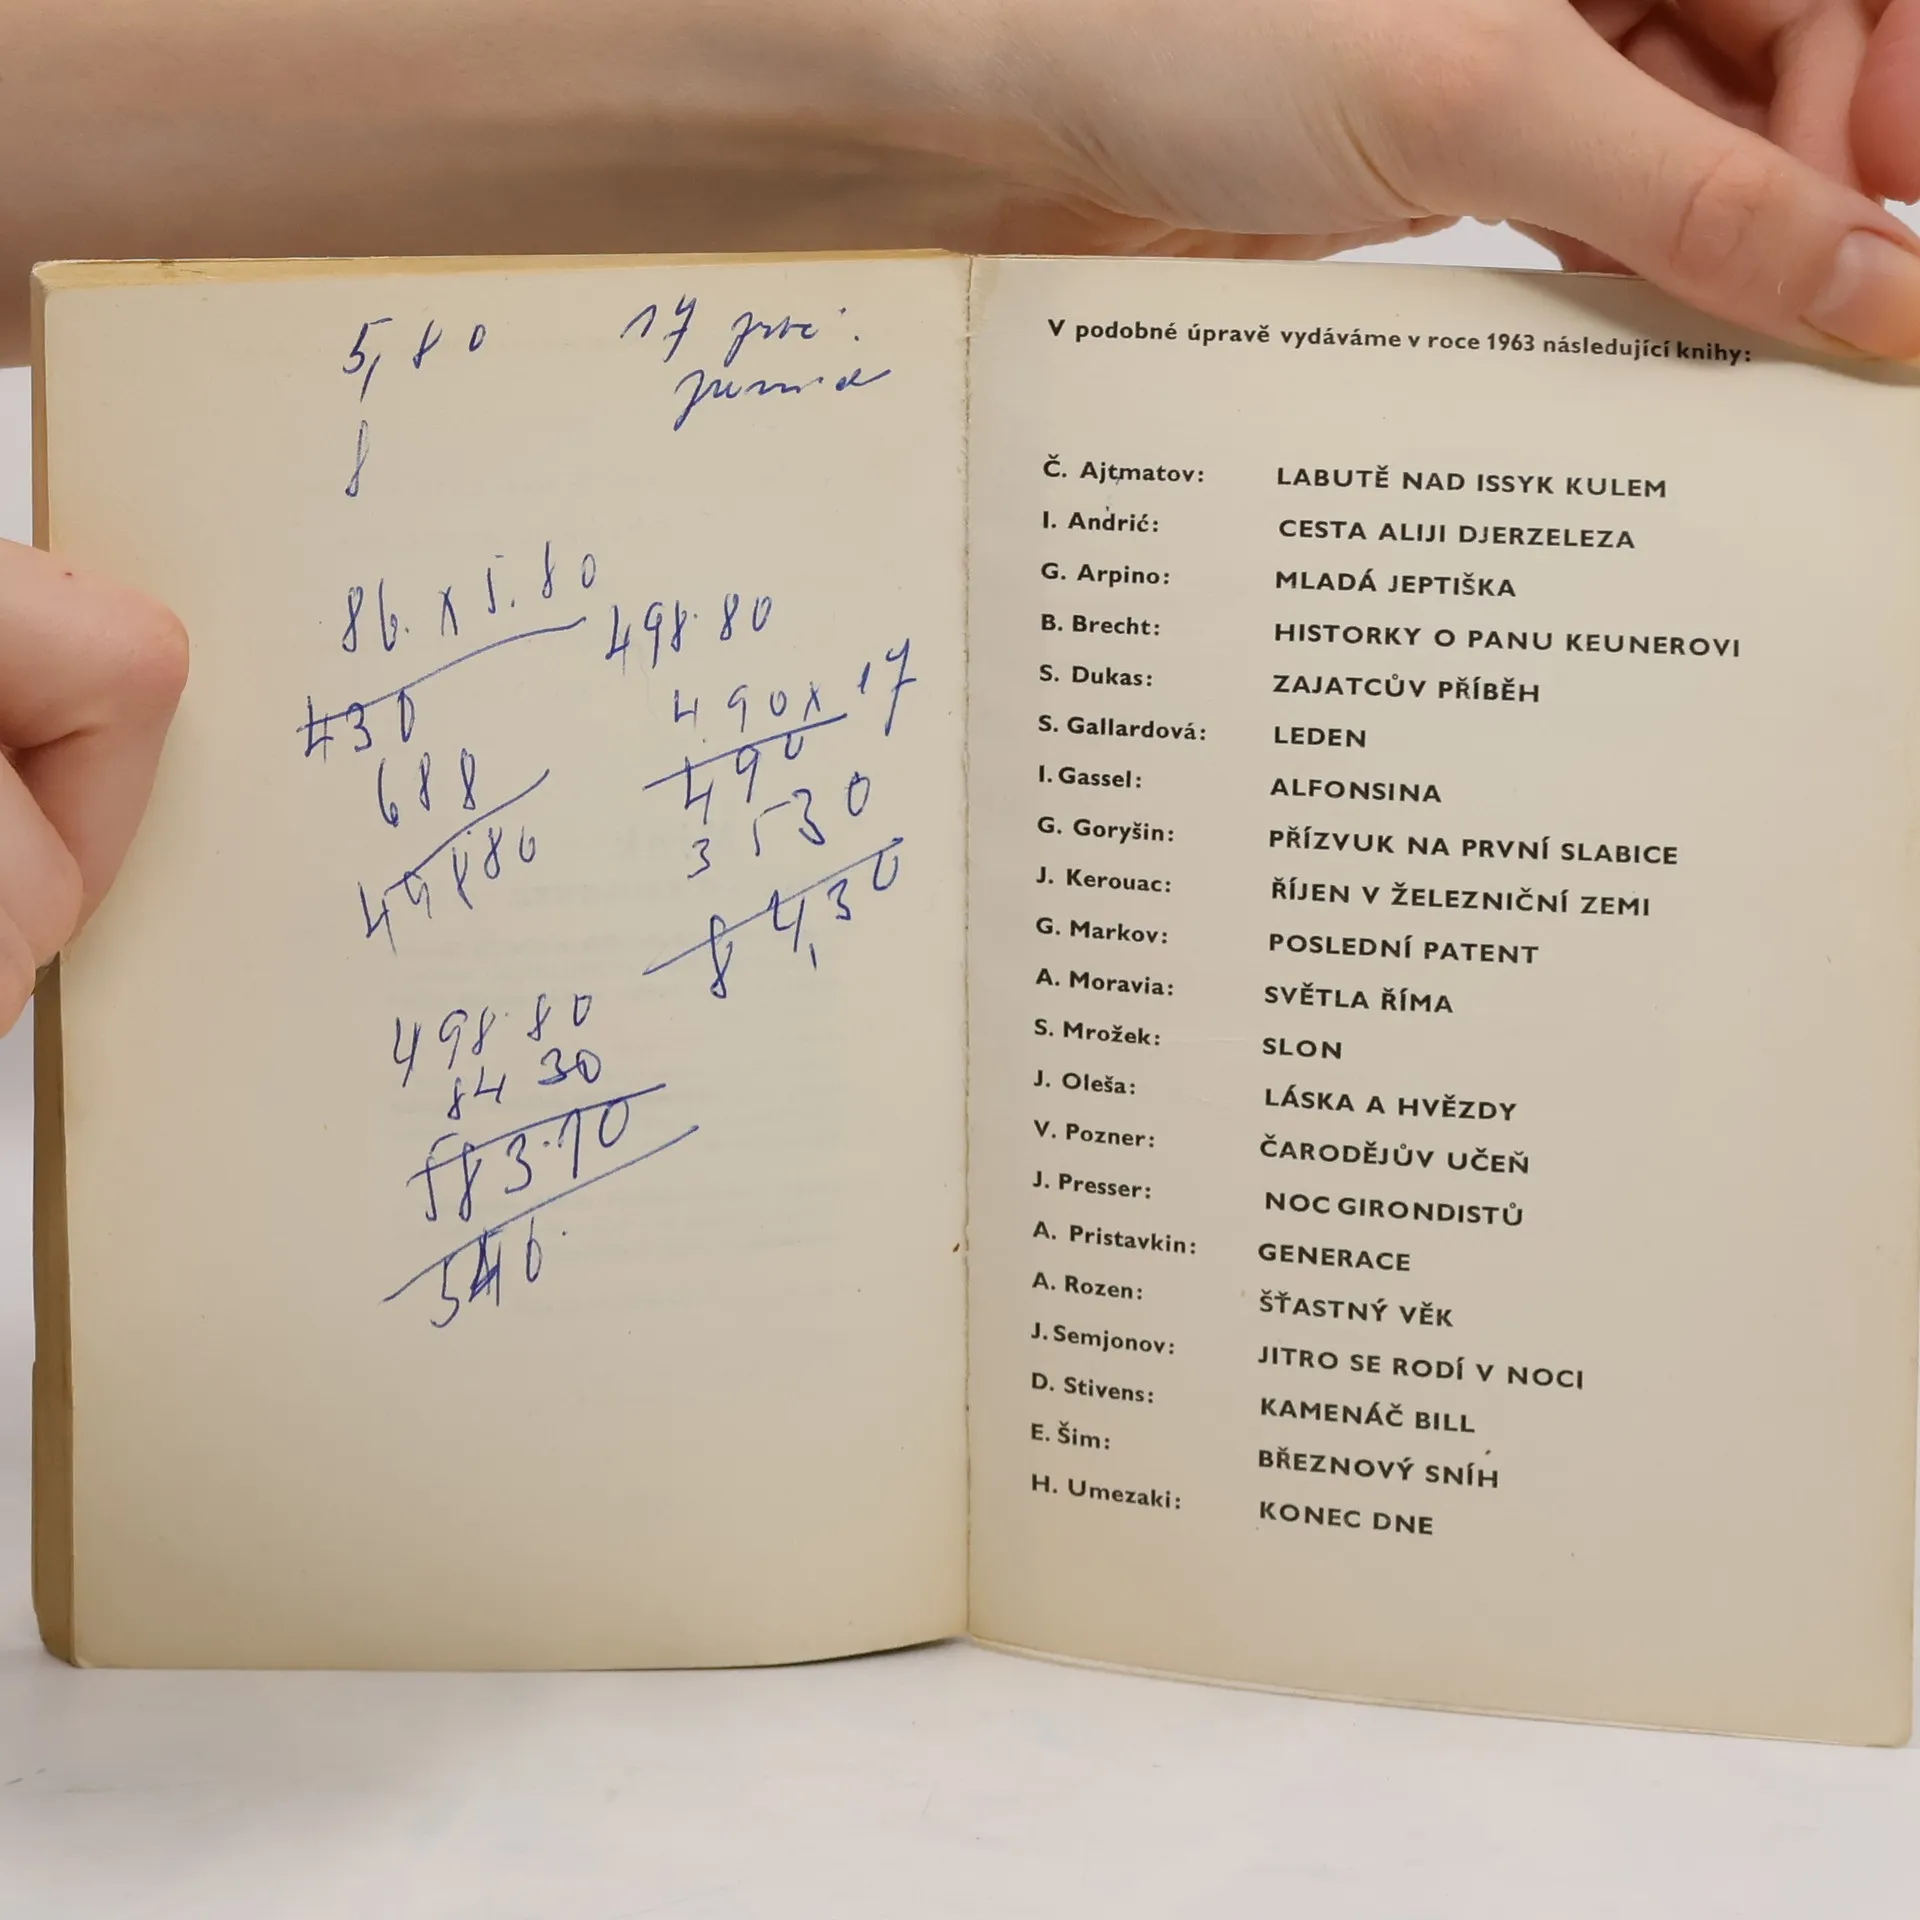 5,80
17 proc.
premie
8
86. x 5.80
430
688
49880
498.80
490 x 17
490
3530
84,30
498.80
84 30
583.10
546.
V podobné úpravě vydáváme v roce 1963 následující knihy:
Č. Ajtmatov: LABUTĚ NAD ISSYK KULEM
I. Andrić: CESTA ALIJI DJERZELEZA
G. Arpino: MLADÁ JEPTIŠKA
B. Brecht: HISTORKY O PANU KEUNEROVI
S. Dukas: ZAJATCŮV PŘÍBĚH
S. Gallardová: LEDEN
I. Gassel: ALFONSINA
G. Goryšin: PŘÍZVUK NA PRVNÍ SLABICE
J. Kerouac: ŘÍJEN V ŽELEZNIČNÍ ZEMI
G. Markov: POSLEDNÍ PATENT
A. Moravia: SVĚTLA ŘÍMA
S. Mrožek: SLON
J. Oleša: LÁSKA A HVĚZDY
V. Pozner: ČARODĚJŮV UČEŇ
J. Presser: NOC GIRONDISTŮ
A. Pristavkin: GENERACE
A. Rozen: ŠŤASTNÝ VĚK
J. Semjonov: JITRO SE RODÍ V NOCI
D. Stivens: KAMENÁČ BILL
E. Šim: BŘEZNOVÝ SNÍH
H. Umezaki: KONEC DNE